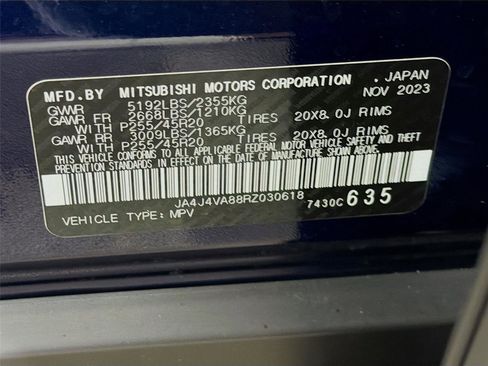 MFD.BY MITSUBISHI MOTORS CORPORATION , JAPAN
GVWR 5192LBS/2355KG NOV 2023
GAWR FR 2668LBS/1210KG
WITH P255/45R20 TIRES 20X8.0J RIMS
GAWR RR 3009LBS/1365KG
WITH P255/45R20 TIRES 20X8.0J RIMS
THIS VEHICLE CONFORMS TO ALL APPLICABLE FEDERAL MOTOR VEHICLE SAFETY, BUMPER, AND THEFT
PREVENTION STANDARDS IN EFFECT ON THE DATE OF MANUFACTURE SHOWN ABOVE.
JA4J4VA88RZ030618
VEHICLE TYPE: MPV 7430C 635